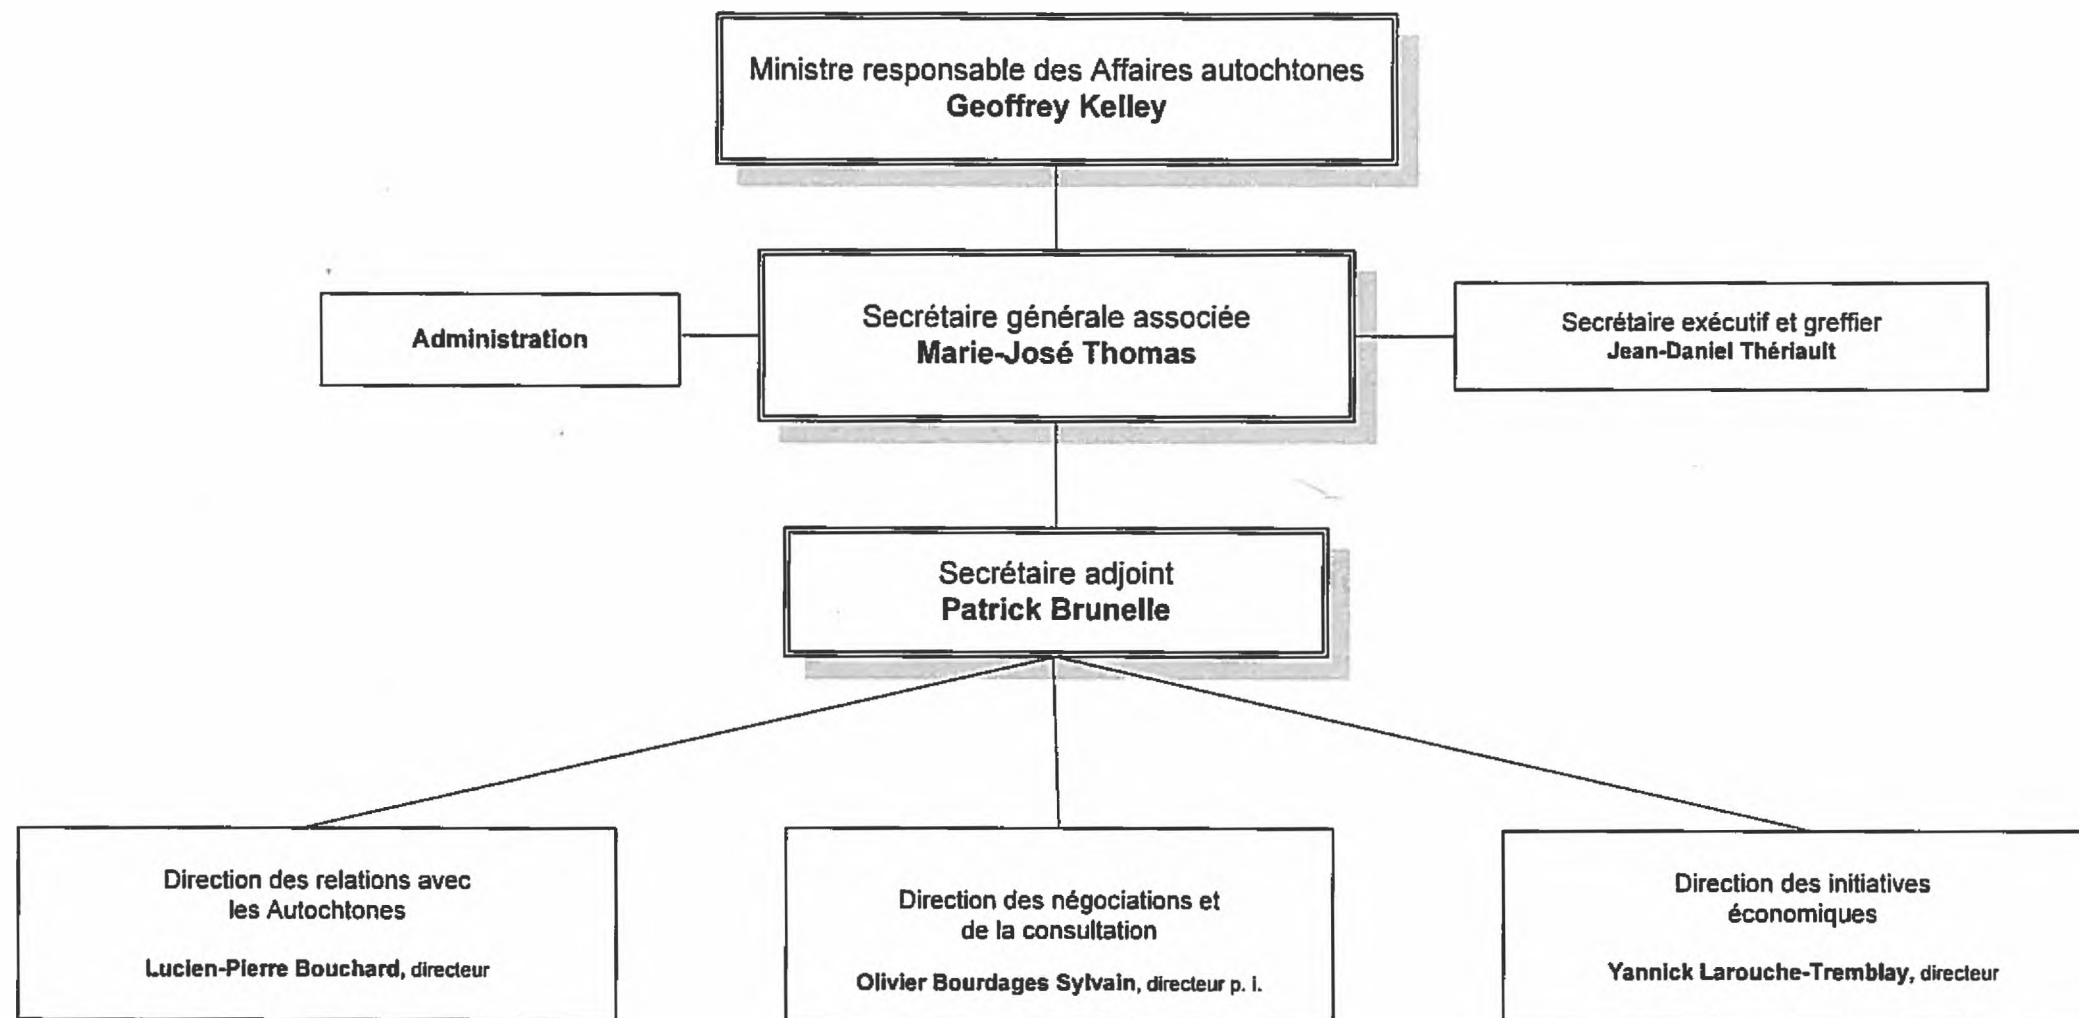 Ministre responsable des Affaires autochtones
Geoffrey Kelley
Administration
Secrétaire générale associée
Marie-José Thomas
Secrétaire exécutif et greffier
Jean-Daniel Thériault
Secrétaire adjoint
Patrick Brunelle
Direction des relations avec
les Autochtones
Lucien-Pierre Bouchard, directeur
Direction des négociations et
de la consultation
Olivier Bourdages Sylvain, directeur p. i.
Direction des initiatives
économiques
Yannick Larouche-Tremblay, directeur